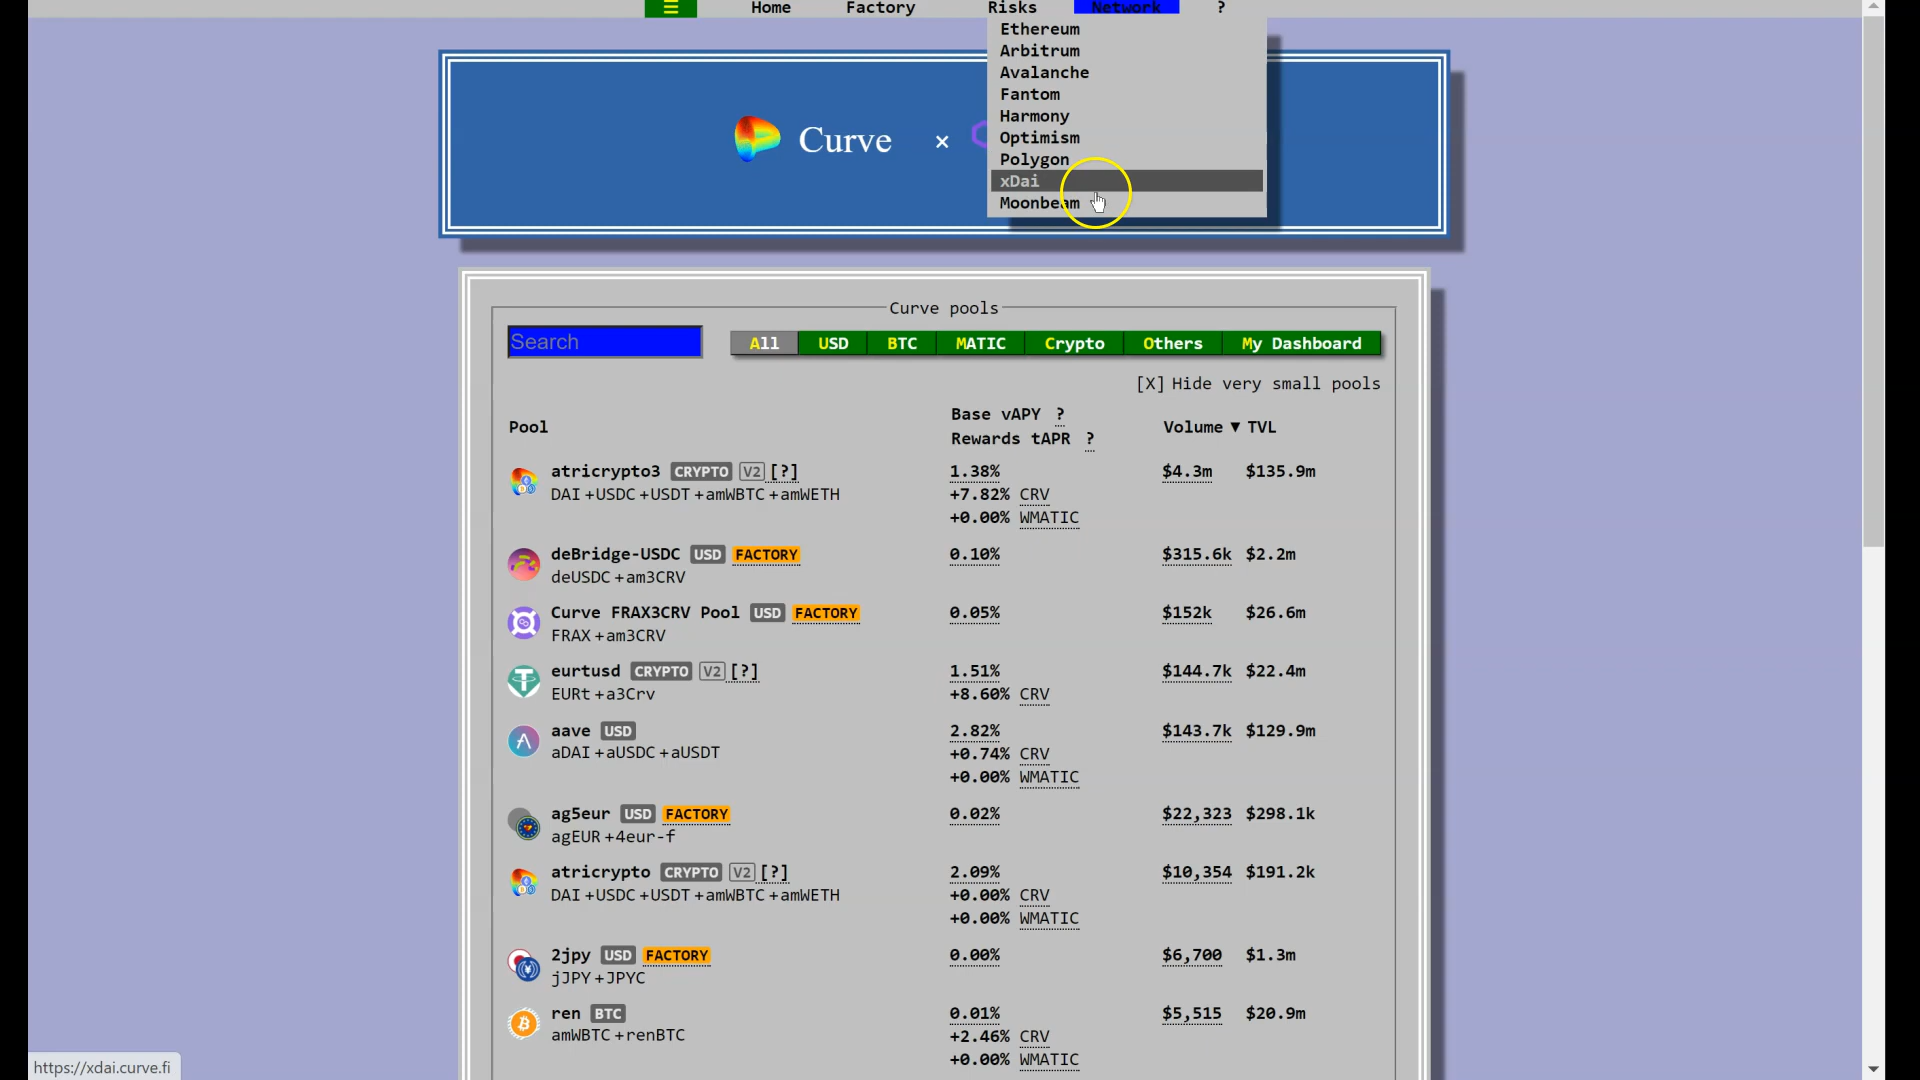 ☰ Home Factory Risks Network ?
Ethereum
Arbitrum
Avalanche
Fantom
Harmony
Optimism
Polygon
xDai
Moonbeam
Curve ×
Curve pools
Search All USD BTC MATIC Crypto Others My Dashboard
[X] Hide very small pools
Pool Base vAPY ? Volume ▼ TVL
Rewards tAPR ?
atricrypto3 CRYPTO V2 [?] 1.38% $4.3m $135.9m
DAI+USDC+USDT+amWBTC+amWETH +7.82% CRV
+0.00% WMATIC
deBridge-USDC USD FACTORY 0.10% $315.6k $2.2m
deUSDC+am3CRV
Curve FRAX3CRV Pool USD FACTORY 0.05% $152k $26.6m
FRAX+am3CRV
eurtusd CRYPTO V2 [?] 1.51% $144.7k $22.4m
EURt+a3Crv +8.60% CRV
aave USD 2.82% $143.7k $129.9m
aDAI+aUSDC+aUSDT +0.74% CRV
+0.00% WMATIC
ag5eur USD FACTORY 0.02% $22,323 $298.1k
agEUR+4eur-f
atricrypto CRYPTO V2 [?] 2.09% $10,354 $191.2k
DAI+USDC+USDT+amWBTC+amWETH +0.00% CRV
+0.00% WMATIC
2jpy USD FACTORY 0.00% $6,700 $1.3m
jJPY+JPYC
ren BTC 0.01% $5,515 $20.9m
amWBTC+renBTC +2.46% CRV
+0.00% WMATIC
https://xdai.curve.fi